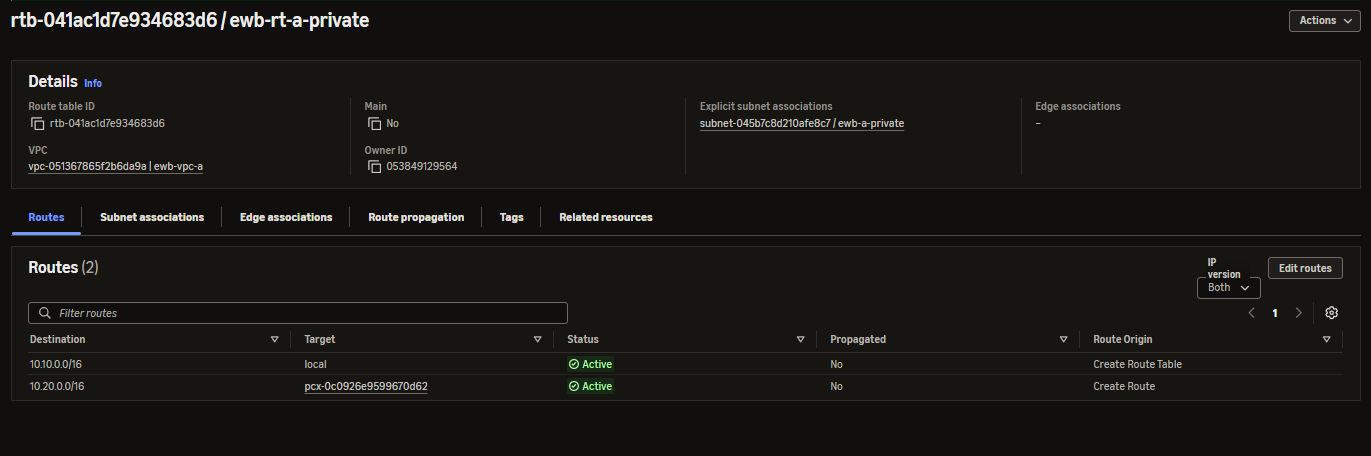 rtb-041ac1d7e934683d6 / ewb-rt-a-private
Actions
Details Info
Route table ID
rtb-041ac1d7e934683d6
Main
No
Explicit subnet associations
subnet-045b7c8d210afe8c7 / ewb-a-private
Edge associations
–
VPC
vpc-051367865f2b6da9a | ewb-vpc-a
Owner ID
053849129564
Routes Subnet associations Edge associations Route propagation Tags Related resources
Routes (2)
IP version
Both
Edit routes
Filter routes
1
Destination Target Status Propagated Route Origin
10.10.0.0/16 local Active No Create Route Table
10.20.0.0/16 pcx-0c0926e9599670d62 Active No Create Route